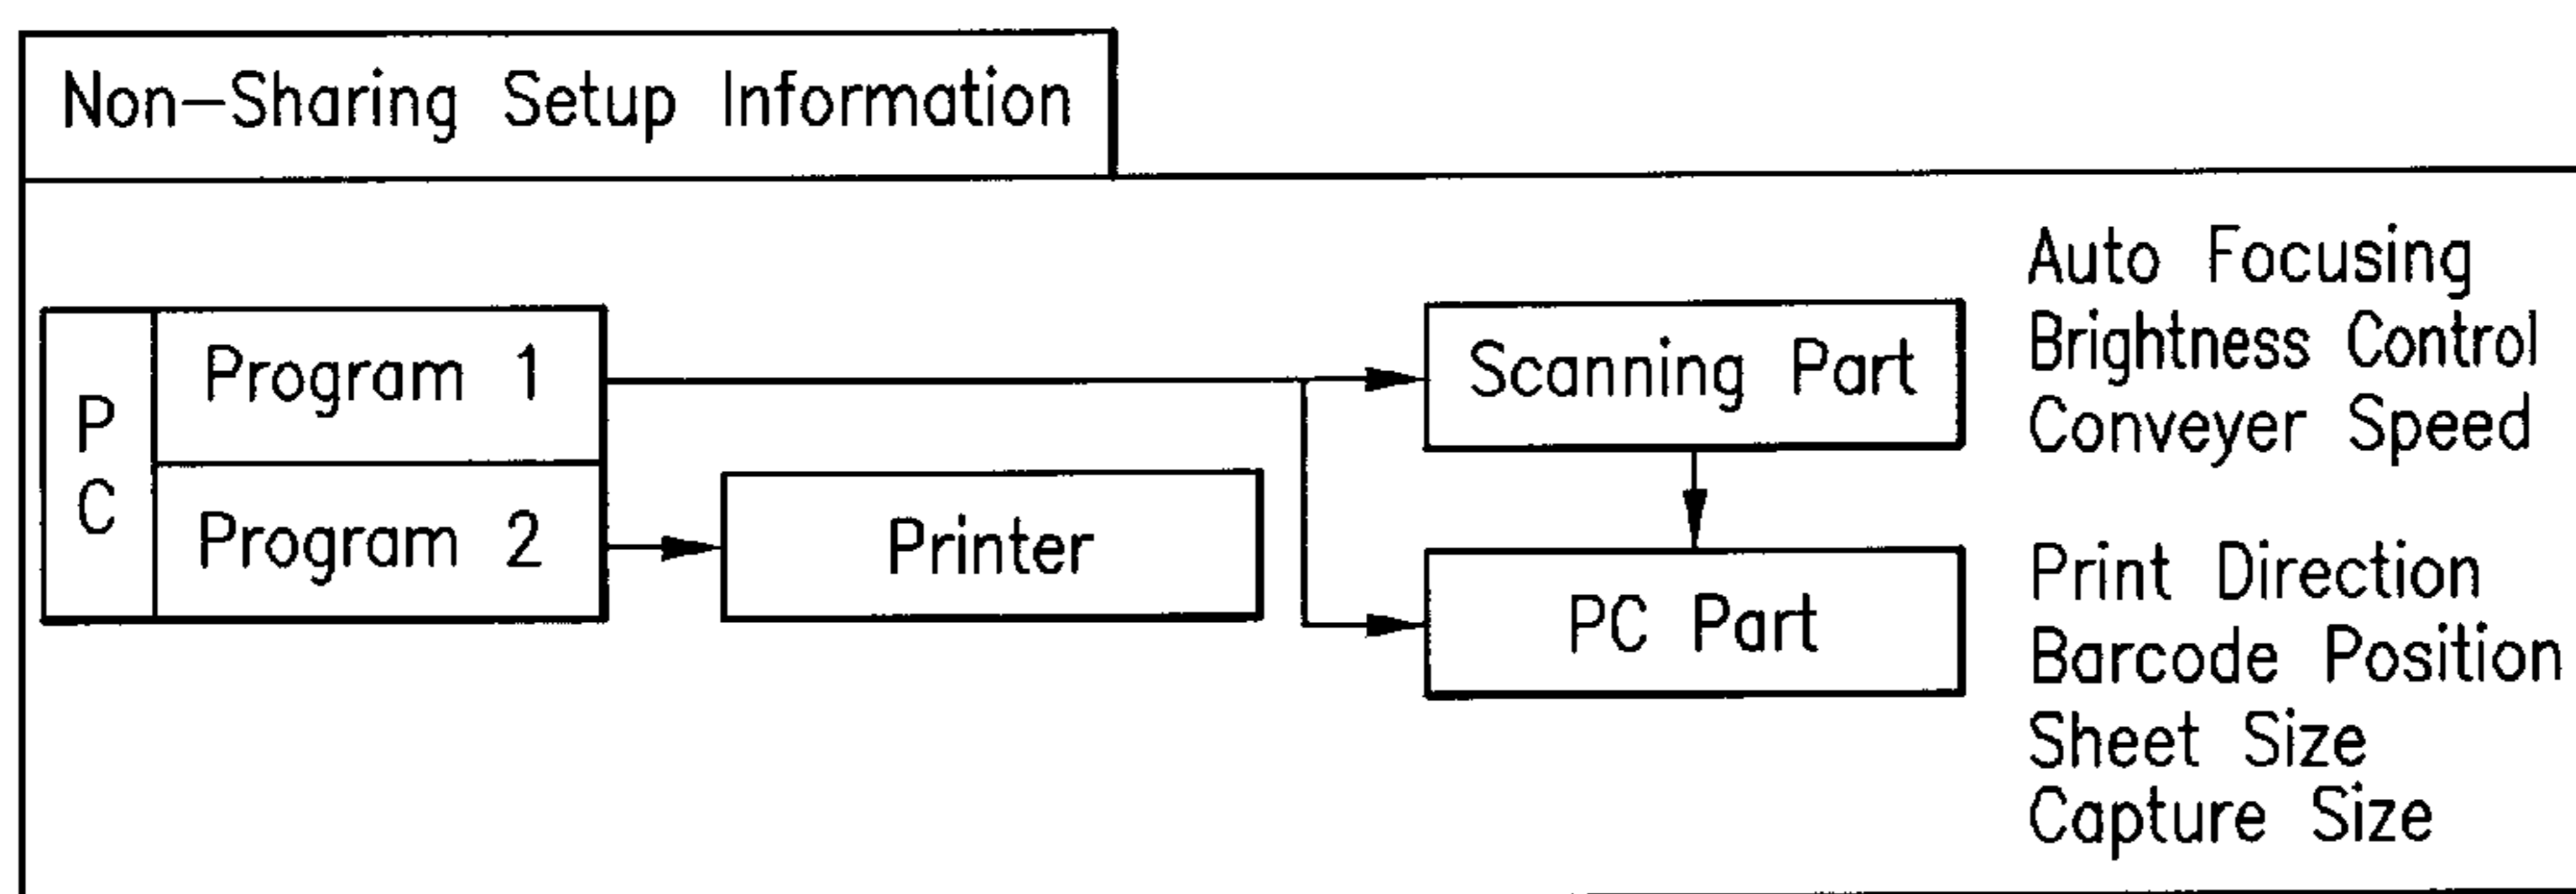 Non-Sharing Setup Information
PC
Program 1
Program 2
Printer
Scanning Part
PC Part
Auto Focusing
Brightness Control
Conveyer Speed
Print Direction
Barcode Position
Sheet Size
Capture Size